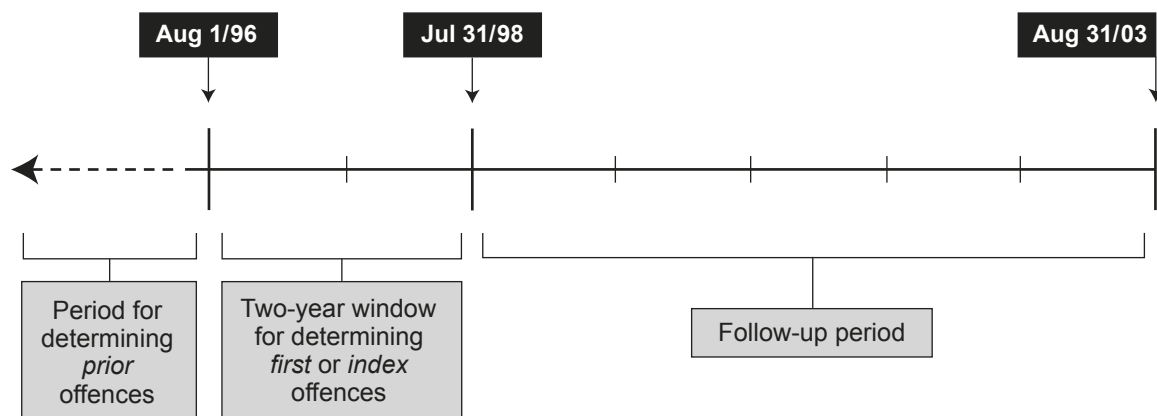 Aug 1/96
Jul 31/98
Aug 31/03
Period for
determining
prior
offences
Two-year window
for determining
first or index
offences
Follow-up period